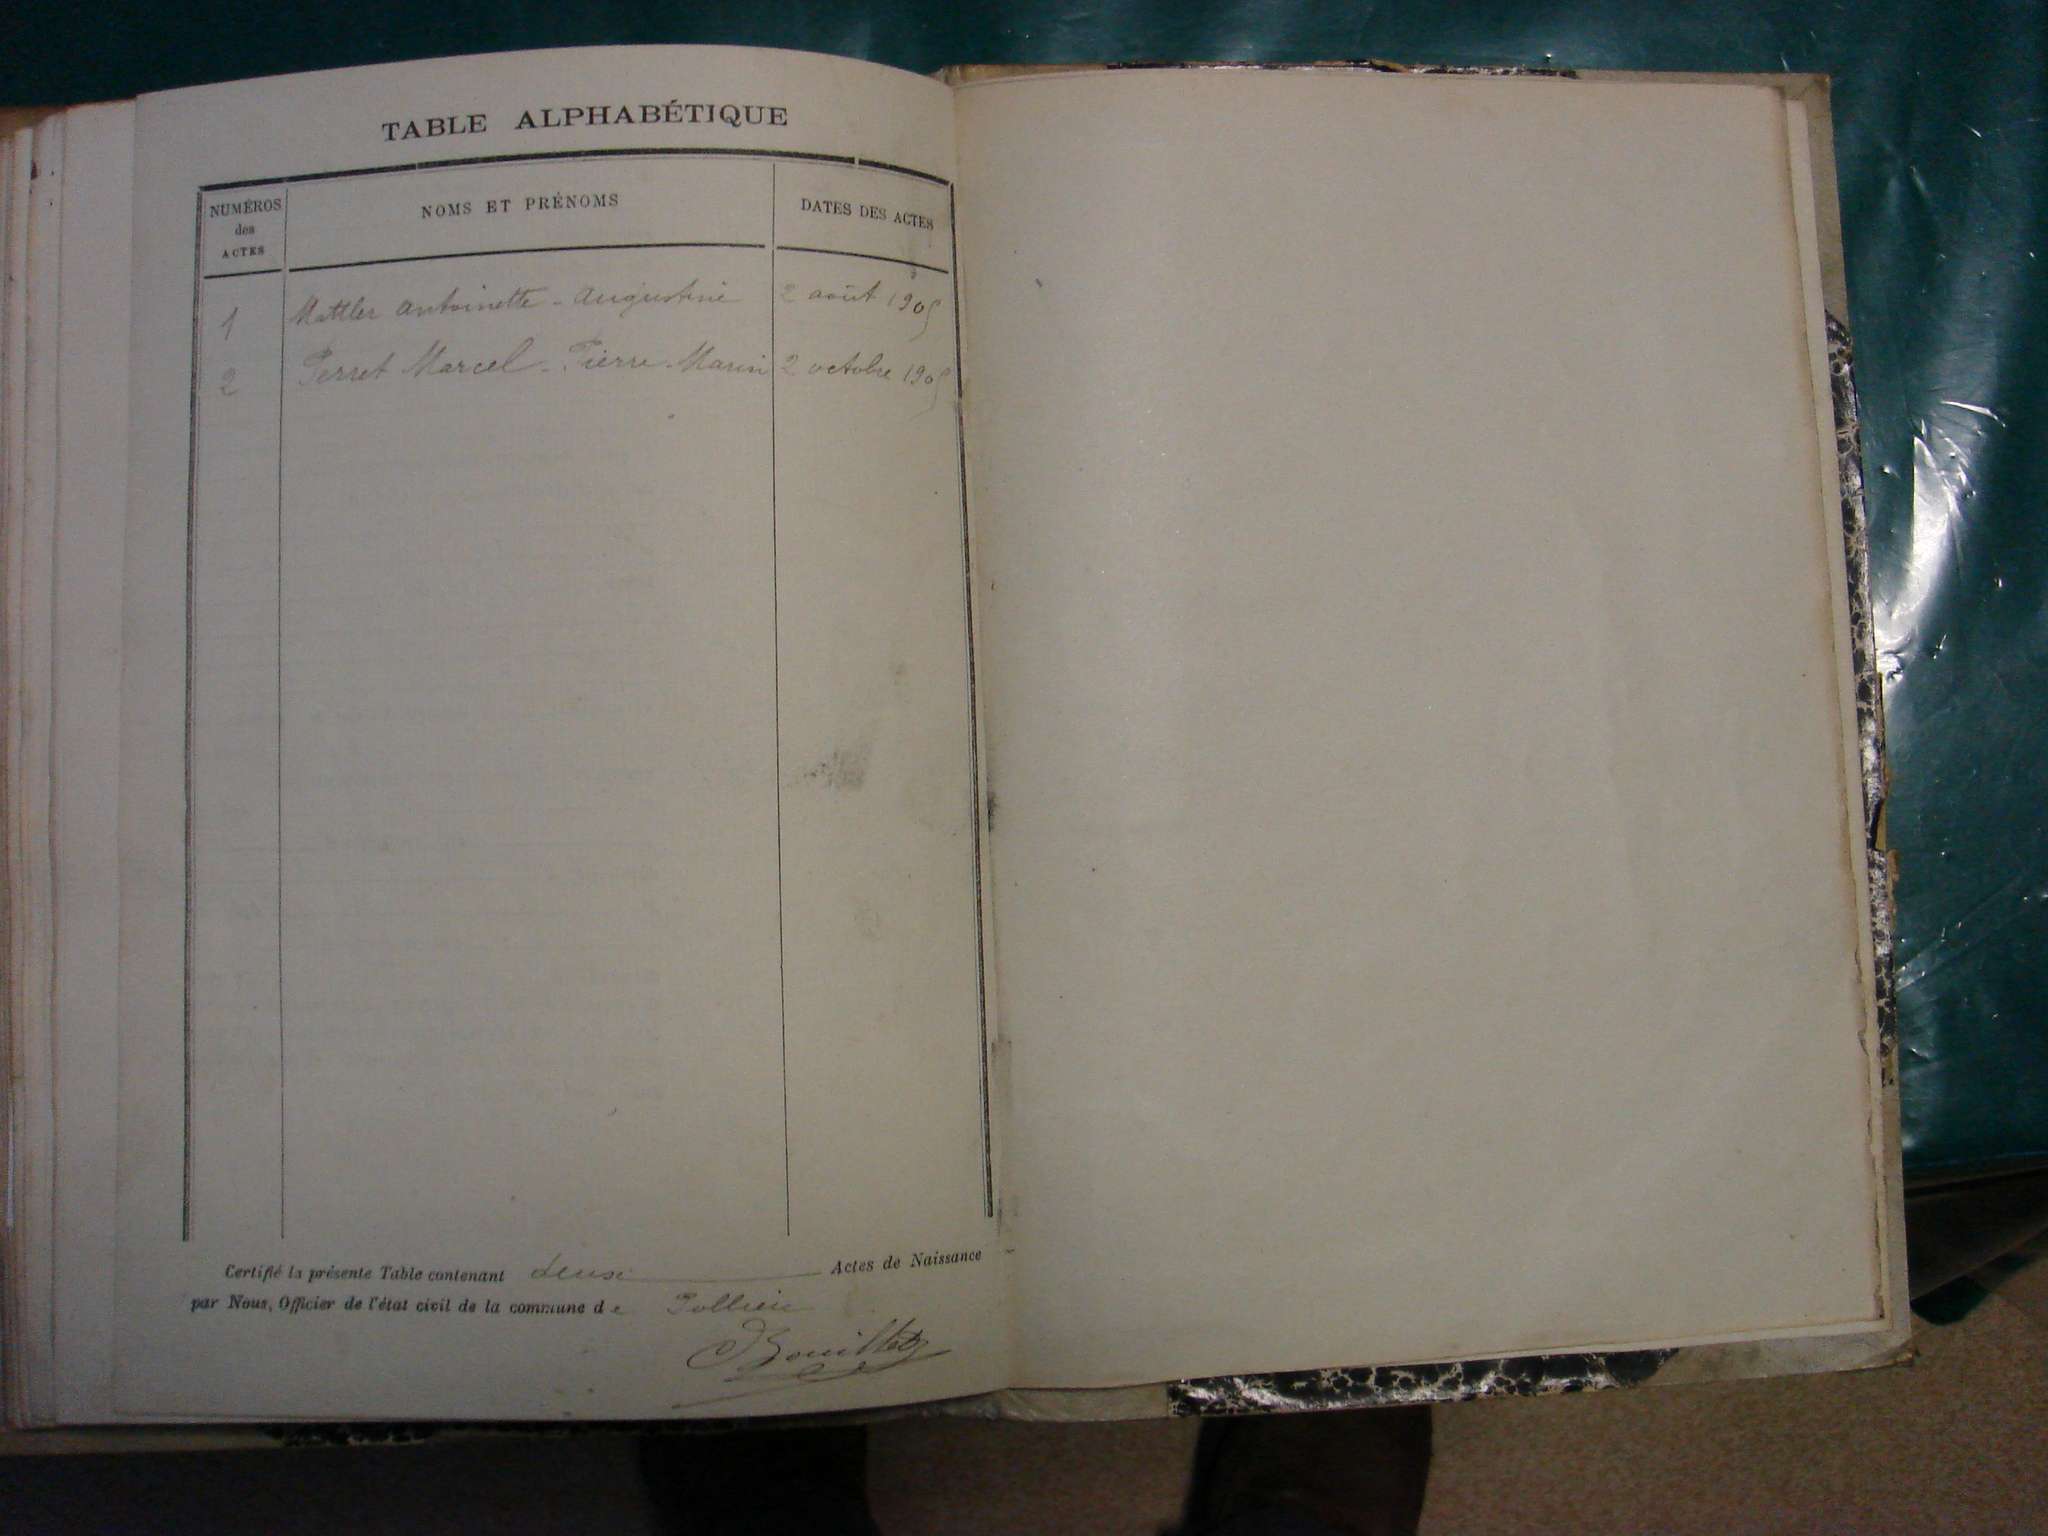 TABLE ALPHABÉTIQUE
NUMÉROS des ACTES NOMS ET PRÉNOMS DATES DES ACTES
1 Mattler Antoinette - Augustine 2 août 1905
2 Perret Marcel - Pierre - Marin 2 octobre 1905
Certifié la présente Table contenant deux Actes de Naissance
par Nous, Officier de l'état civil de la commune de Pollieu